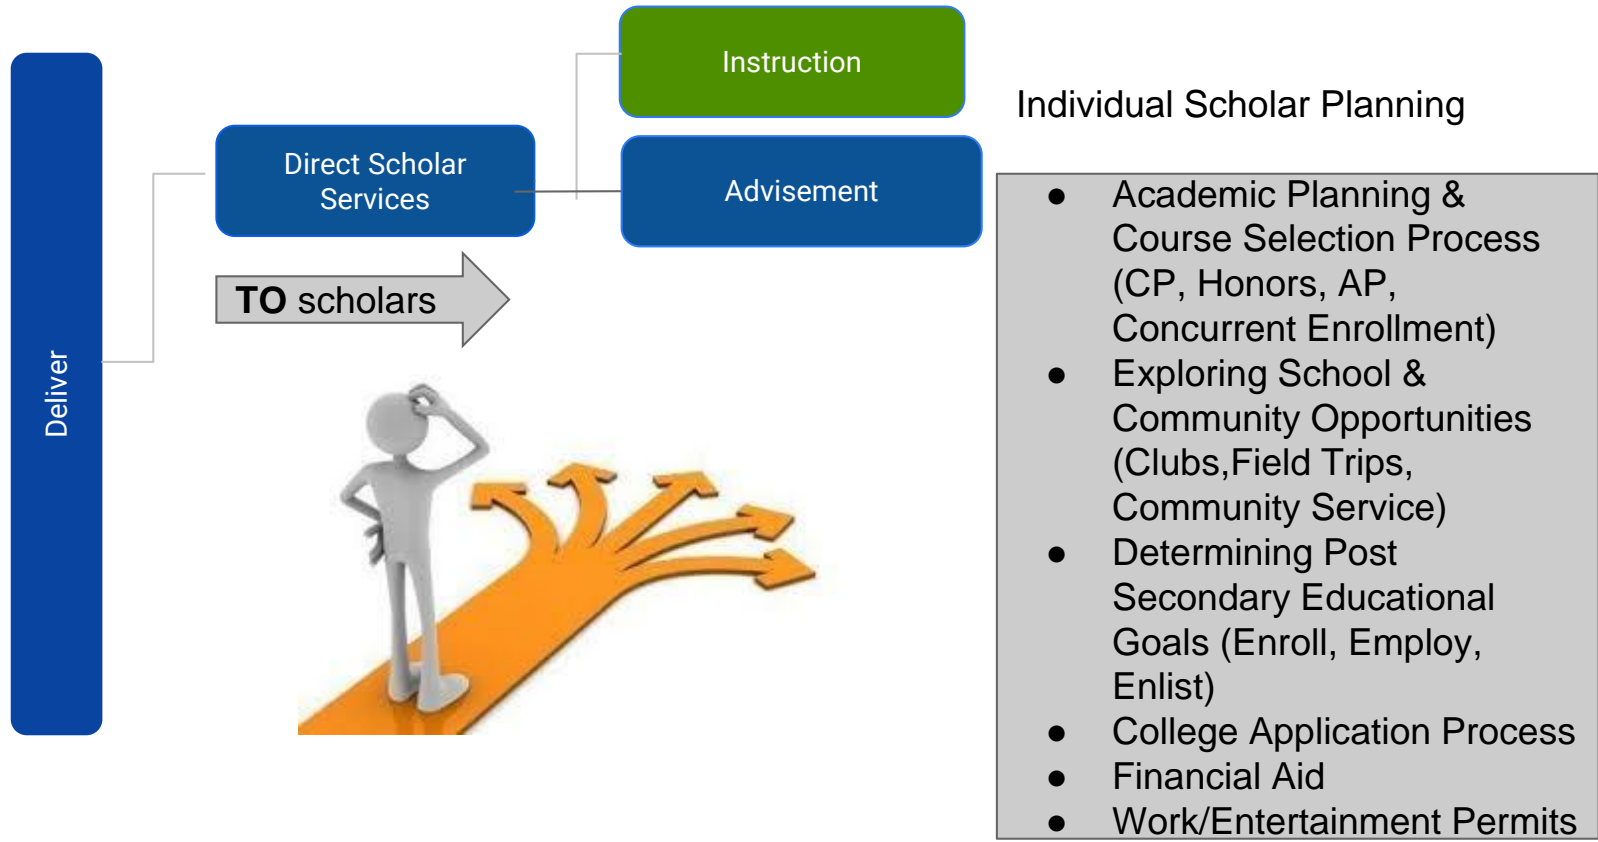 Deliver
Direct Scholar
Services
TO scholars
Instruction
Advisement
Individual Scholar Planning
● Academic Planning &
Course Selection Process
(CP, Honors, AP,
Concurrent Enrollment)
● Exploring School &
Community Opportunities
(Clubs,Field Trips,
Community Service)
● Determining Post
Secondary Educational
Goals (Enroll, Employ,
Enlist)
● College Application Process
● Financial Aid
● Work/Entertainment Permits